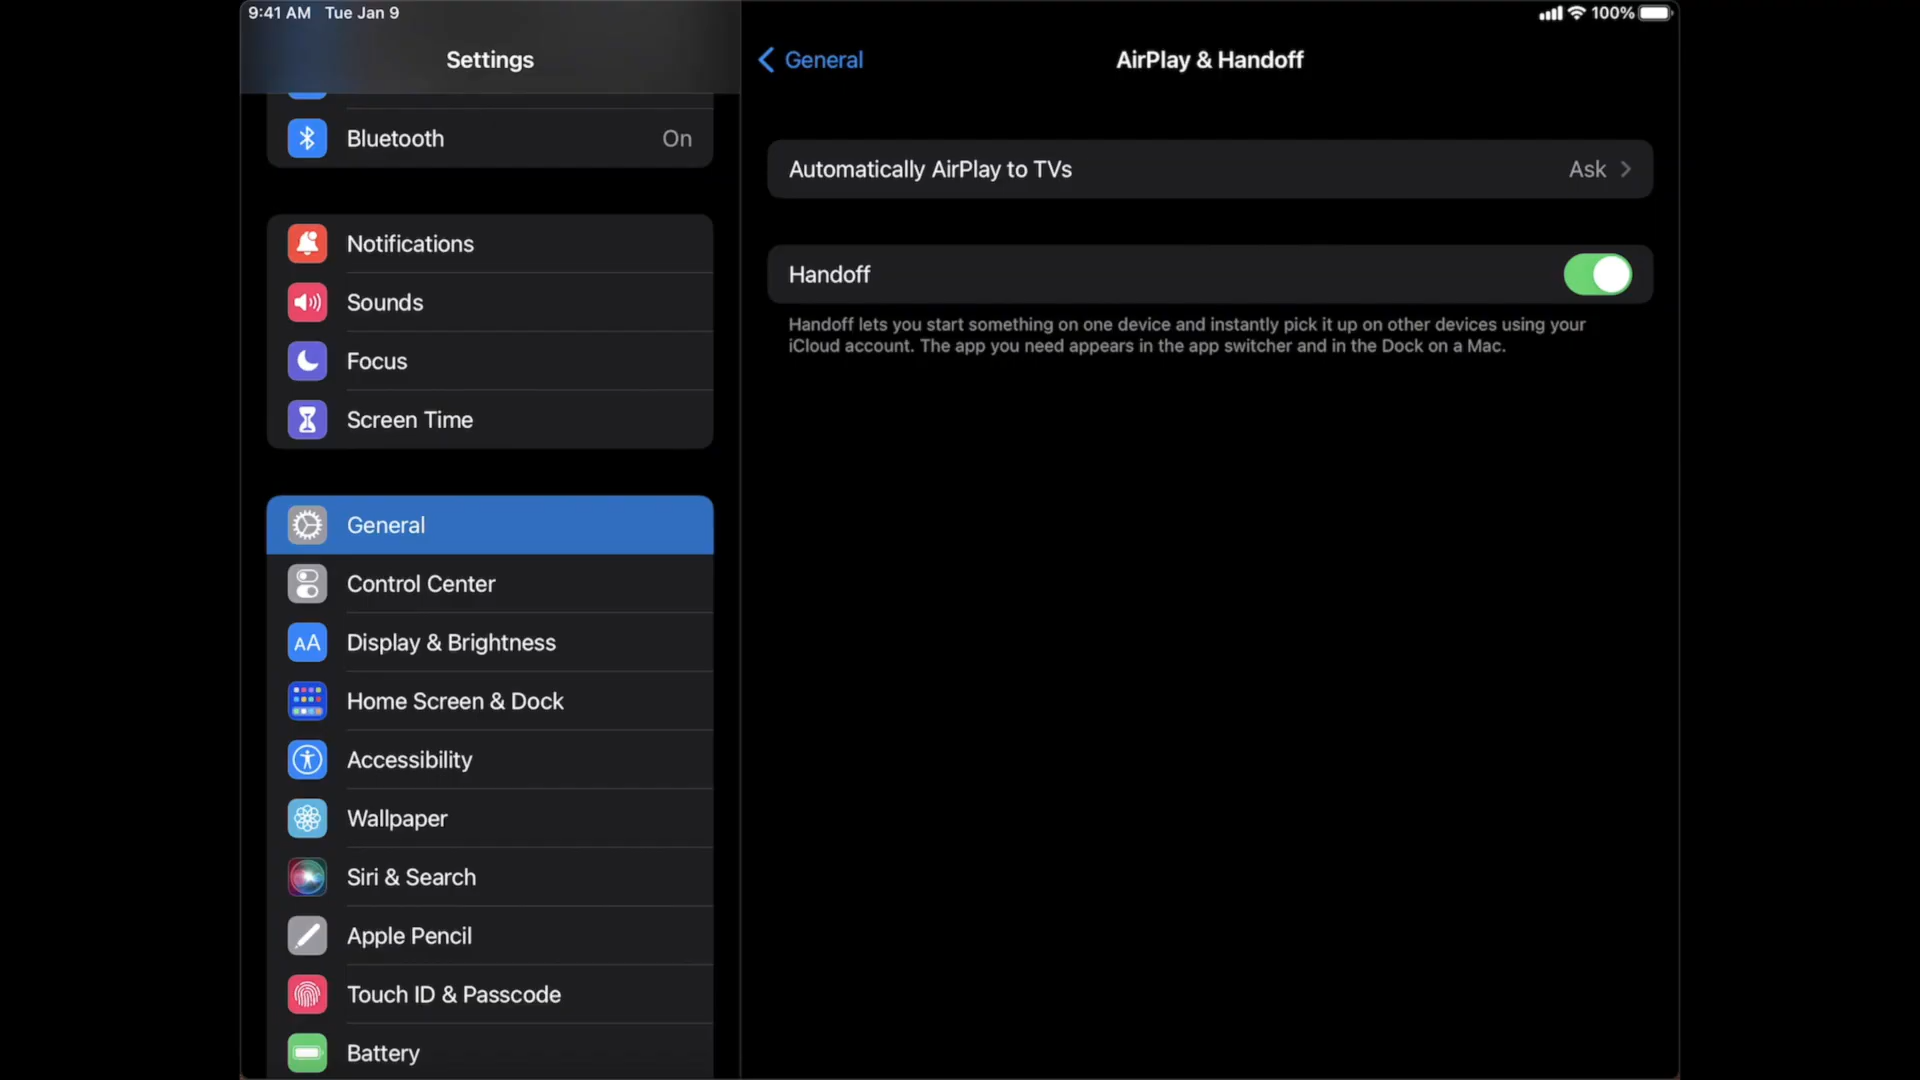 9:41 AM Tue Jan 9
100%
Settings
Bluetooth On
Notifications
Sounds
Focus
Screen Time
General
Control Center
AA
Display & Brightness
Home Screen & Dock
Accessibility
Wallpaper
Siri & Search
Apple Pencil
Touch ID & Passcode
Battery
General
AirPlay & Handoff
Automatically AirPlay to TVs Ask
Handoff
Handoff lets you start something on one device and instantly pick it up on other devices using your
iCloud account. The app you need appears in the app switcher and in the Dock on a Mac.